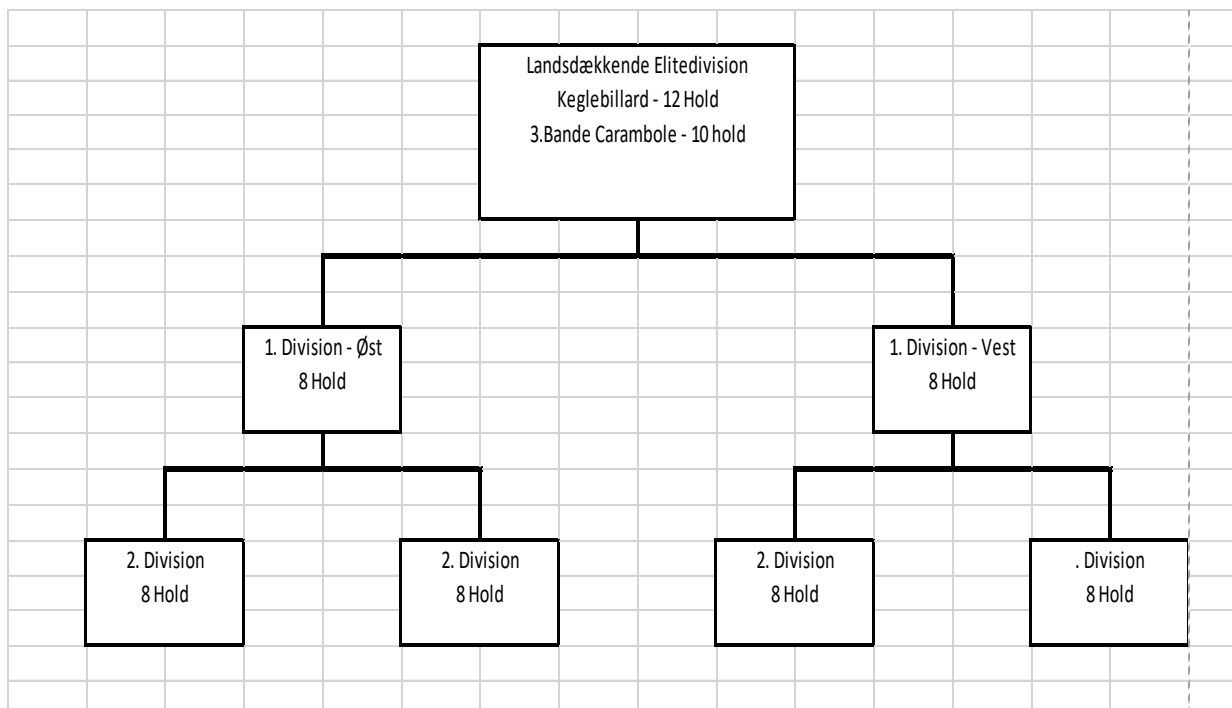 Landsdækkende Elitedivision
Keglebillard - 12 Hold
3.Bande Carambole - 10 hold
1. Division - Øst
8 Hold
1. Division - Vest
8 Hold
2. Division
8 Hold
2. Division
8 Hold
2. Division
8 Hold
. Division
8 Hold